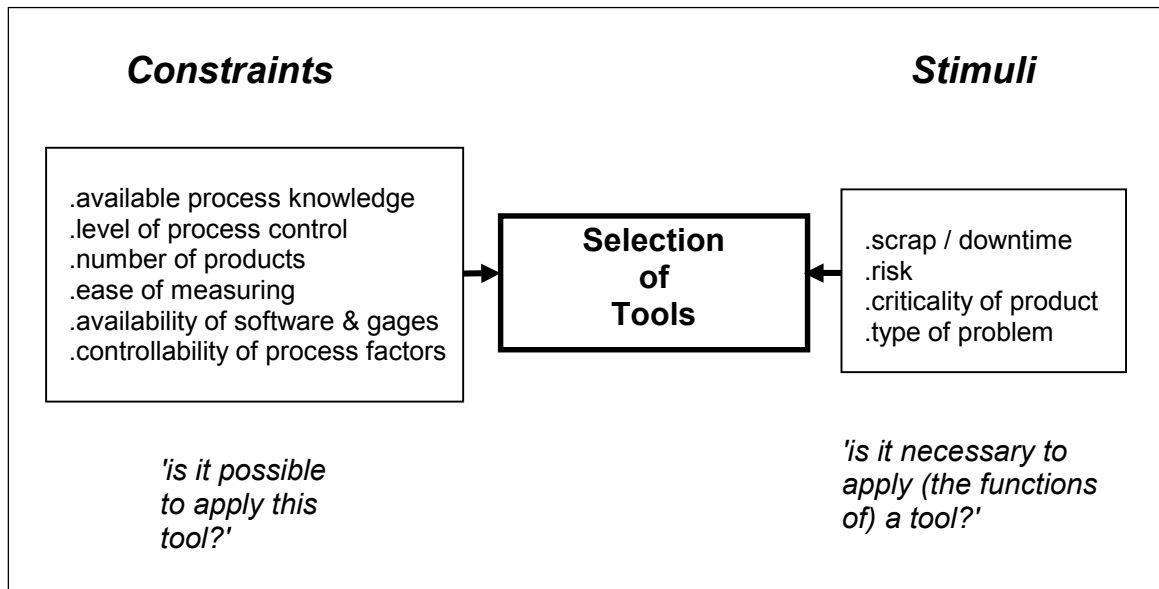 Constraints
Stimuli
.available process knowledge
.level of process control
.number of products
.ease of measuring
.availability of software & gages
.controllability of process factors
Selection
of
Tools
.scrap / downtime
.risk
.criticality of product
.type of problem
'is it possible
to apply this
tool?'
'is it necessary to
apply (the functions
of) a tool?'